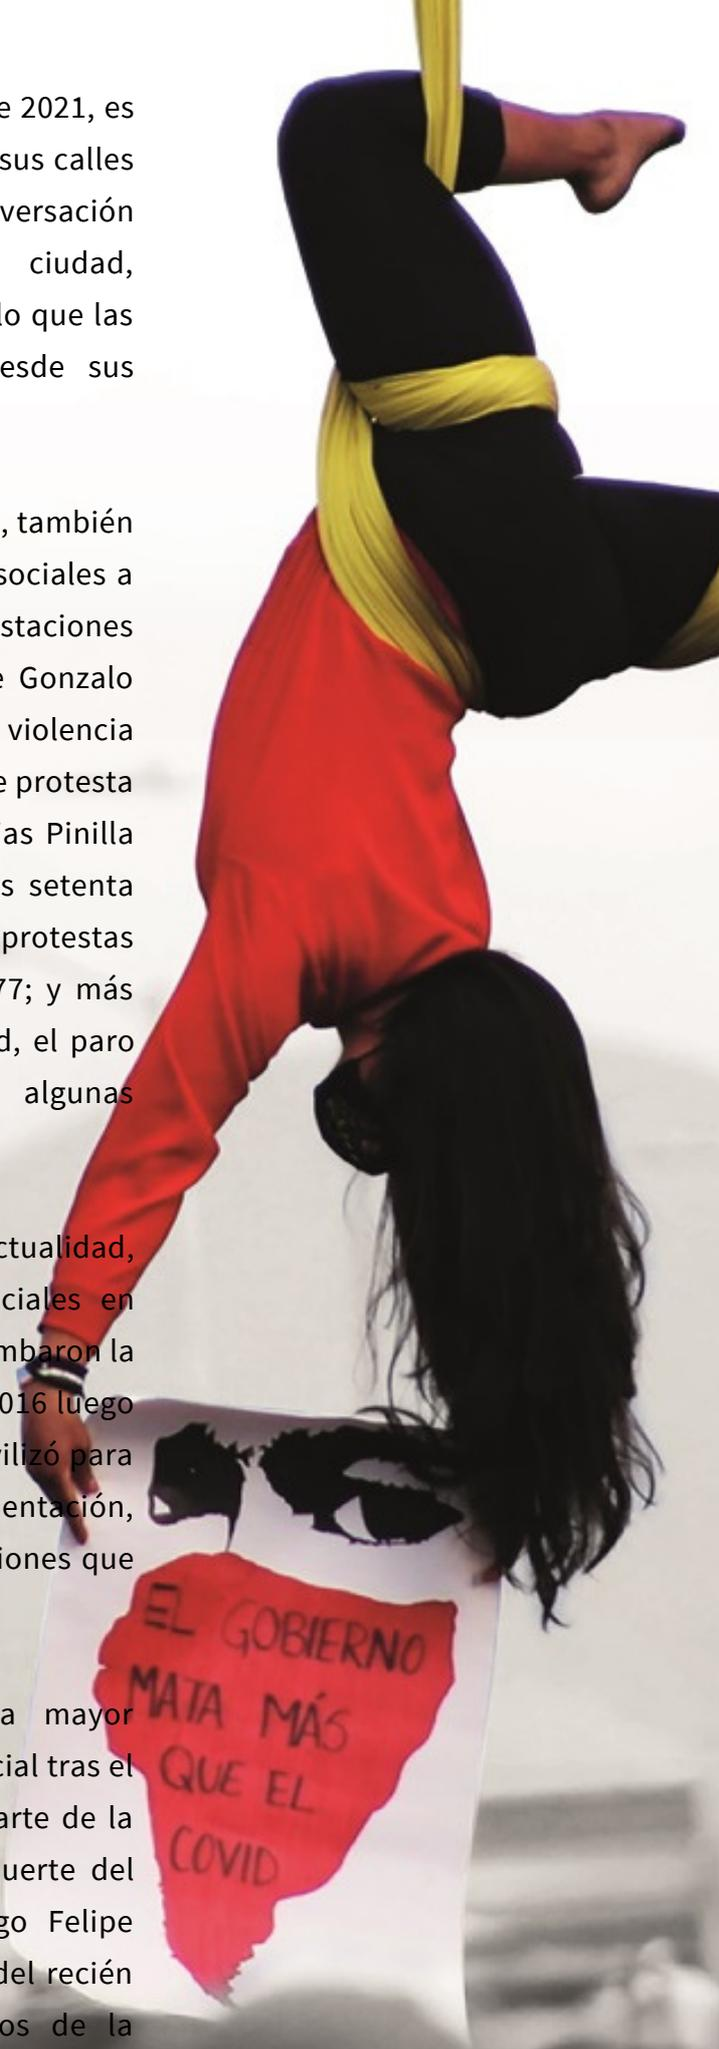 e 2021, es
sus calles
versación
ciudad,
lo que las
esde sus
, también
sociales a
staciones
e Gonzalo
violencia
e protesta
as Pinilla
s setenta
protestas
77; y más
d, el paro
algunas
ctualidad,
ciales en
mbaron la
016 luego
ilizó para
entación,
iones que
a mayor
cial tras el
arte de la
uerte del
go Felipe
del recién
os de la
EL GOBIERNO
MATA MÁS
QUE EL
COVID